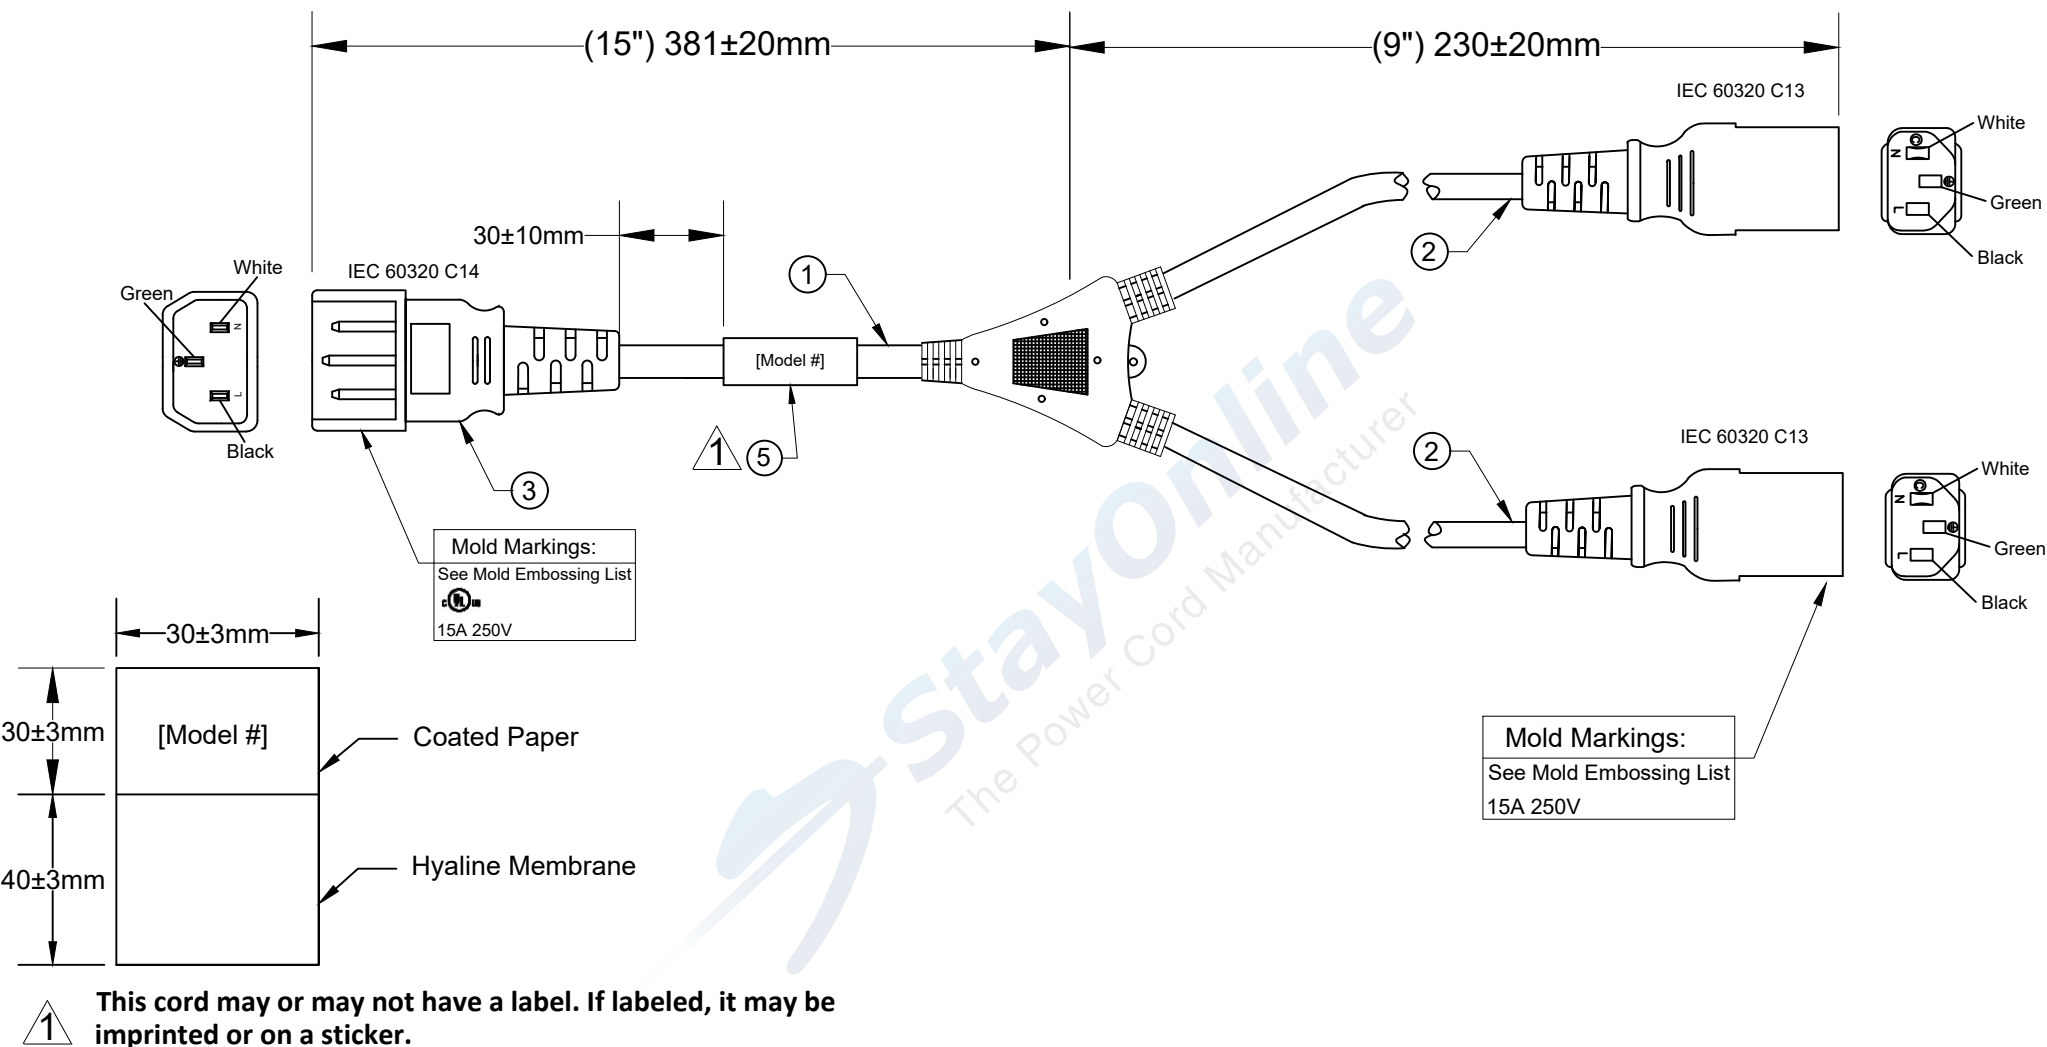 (15") 381±20mm
(9") 230±20mm
IEC 60320 C13
White
N
Green
L
Black
2
30±10mm
IEC 60320 C14
White
Green
N
L
Black
1
[Model #]
1
5
3
2
IEC 60320 C13
White
N
Green
L
Black
Mold Markings:
See Mold Embossing List
c UL us
15A 250V
30±3mm
30±3mm
[Model #]
Coated Paper
40±3mm
Hyaline Membrane
Mold Markings:
See Mold Embossing List
15A 250V
StayOnline
The Power Cord Manufacturer
1
This cord may or may not have a label. If labeled, it may be
imprinted or on a sticker.